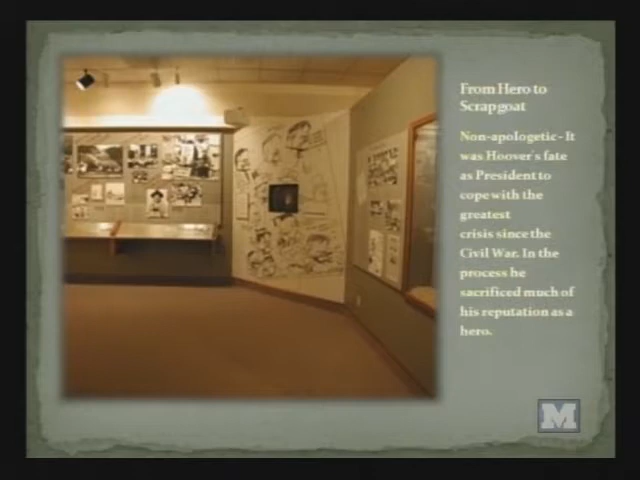 From Hero to
Scrapgoat
Non-apologetic- It
was Hoover's fate
as President to
cope with the
greatest
crisis since the
Civil War. In the
process he
sacrificed much of
his reputation as a
hero.
M